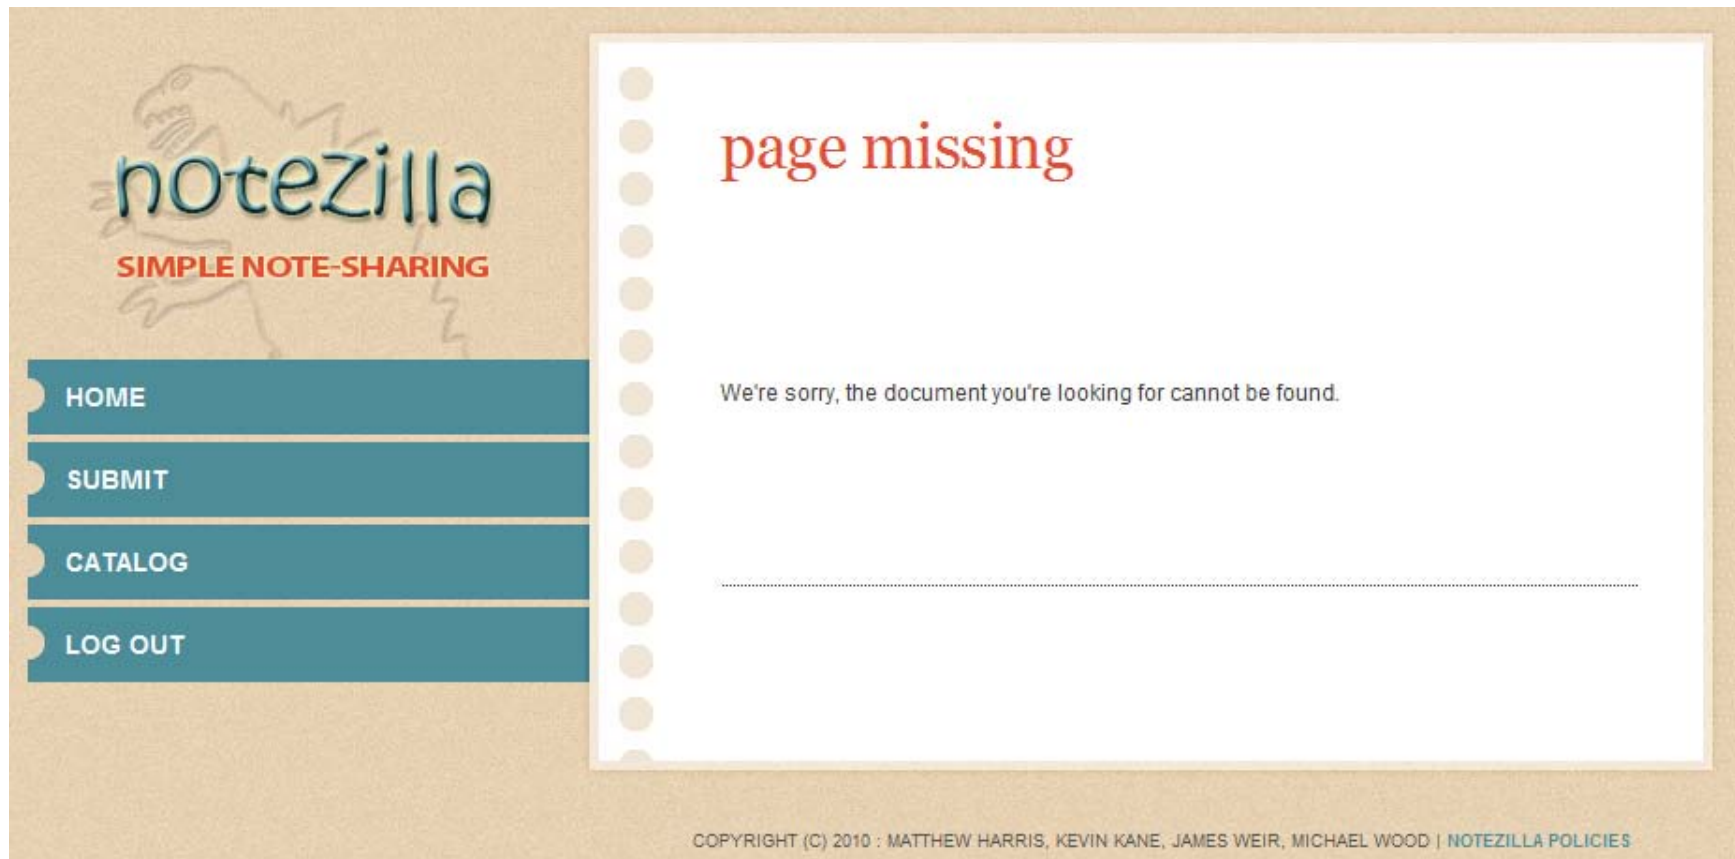 notezilla
SIMPLE NOTE-SHARING
HOME
SUBMIT
CATALOG
LOG OUT
page missing
We're sorry, the document you're looking for cannot be found.
COPYRIGHT (C) 2010 : MATTHEW HARRIS, KEVIN KANE, JAMES WEIR, MICHAEL WOOD | NOTEZILLA POLICIES